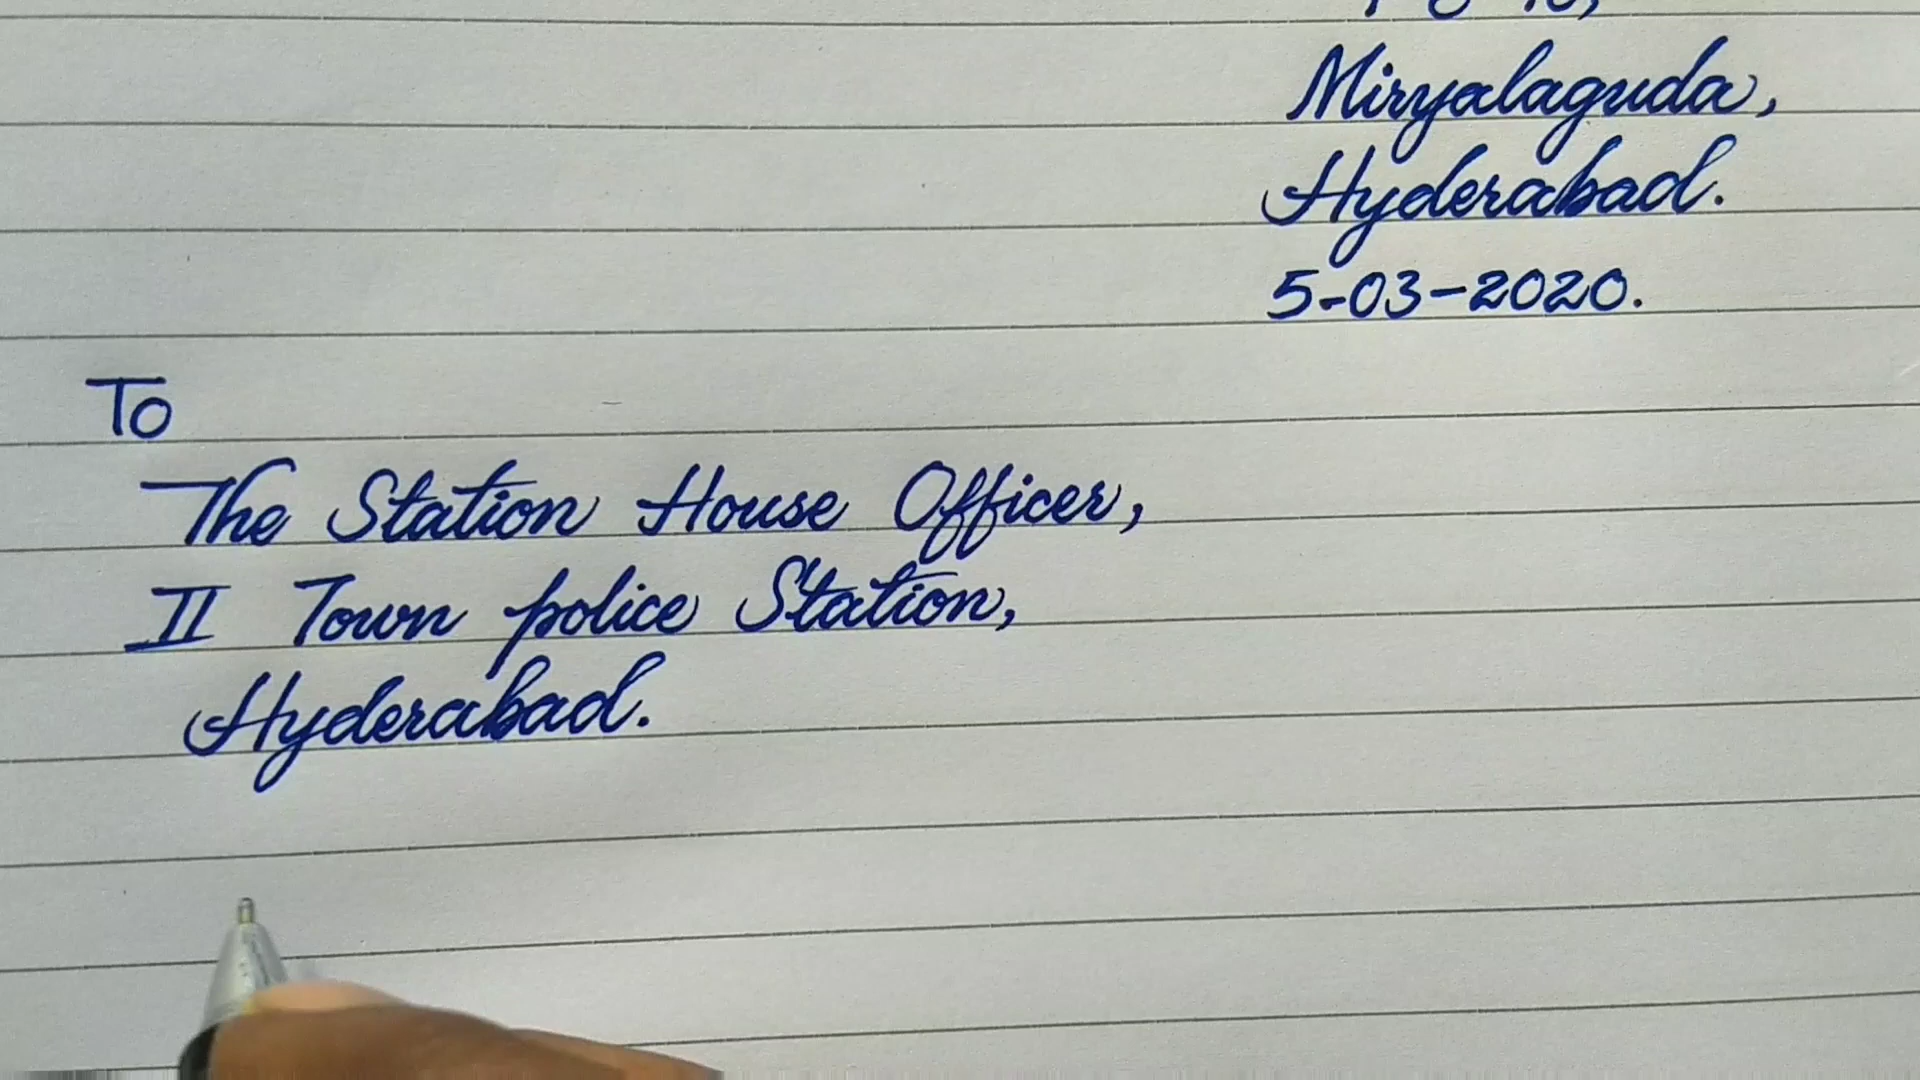 Miryalaguda,
Hyderabad.
5-03-2020.
To
The Station House Officer,
II Town police Station,
Hyderabad.